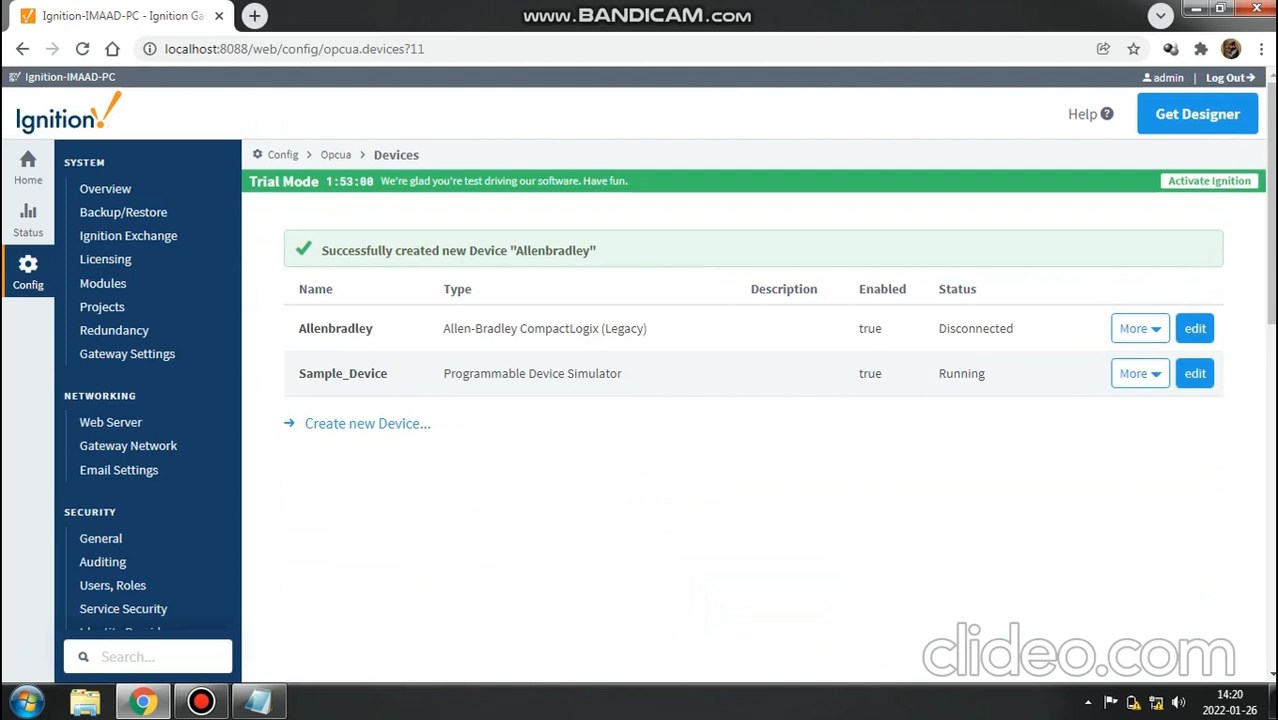 Ignition-IMAAD-PC - Ignition Ga
www.BANDICAM.com
localhost:8088/web/config/opcua.devices?11
Ignition-IMAAD-PC
admin | Log Out
Ignition!
Help
Get Designer
Home
Status
Config
SYSTEM
Overview
Backup/Restore
Ignition Exchange
Licensing
Modules
Projects
Redundancy
Gateway Settings
NETWORKING
Web Server
Gateway Network
Email Settings
SECURITY
General
Auditing
Users, Roles
Service Security
Search...
Config > Opcua > Devices
Trial Mode 1:53:00 We're glad you're test driving our software. Have fun.
Activate Ignition
Successfully created new Device "Allenbradley"
Name Type Description Enabled Status
Allenbradley Allen-Bradley CompactLogix (Legacy) true Disconnected More edit
Sample_Device Programmable Device Simulator true Running More edit
Create new Device...
clideo.com
14:20
2022-01-26